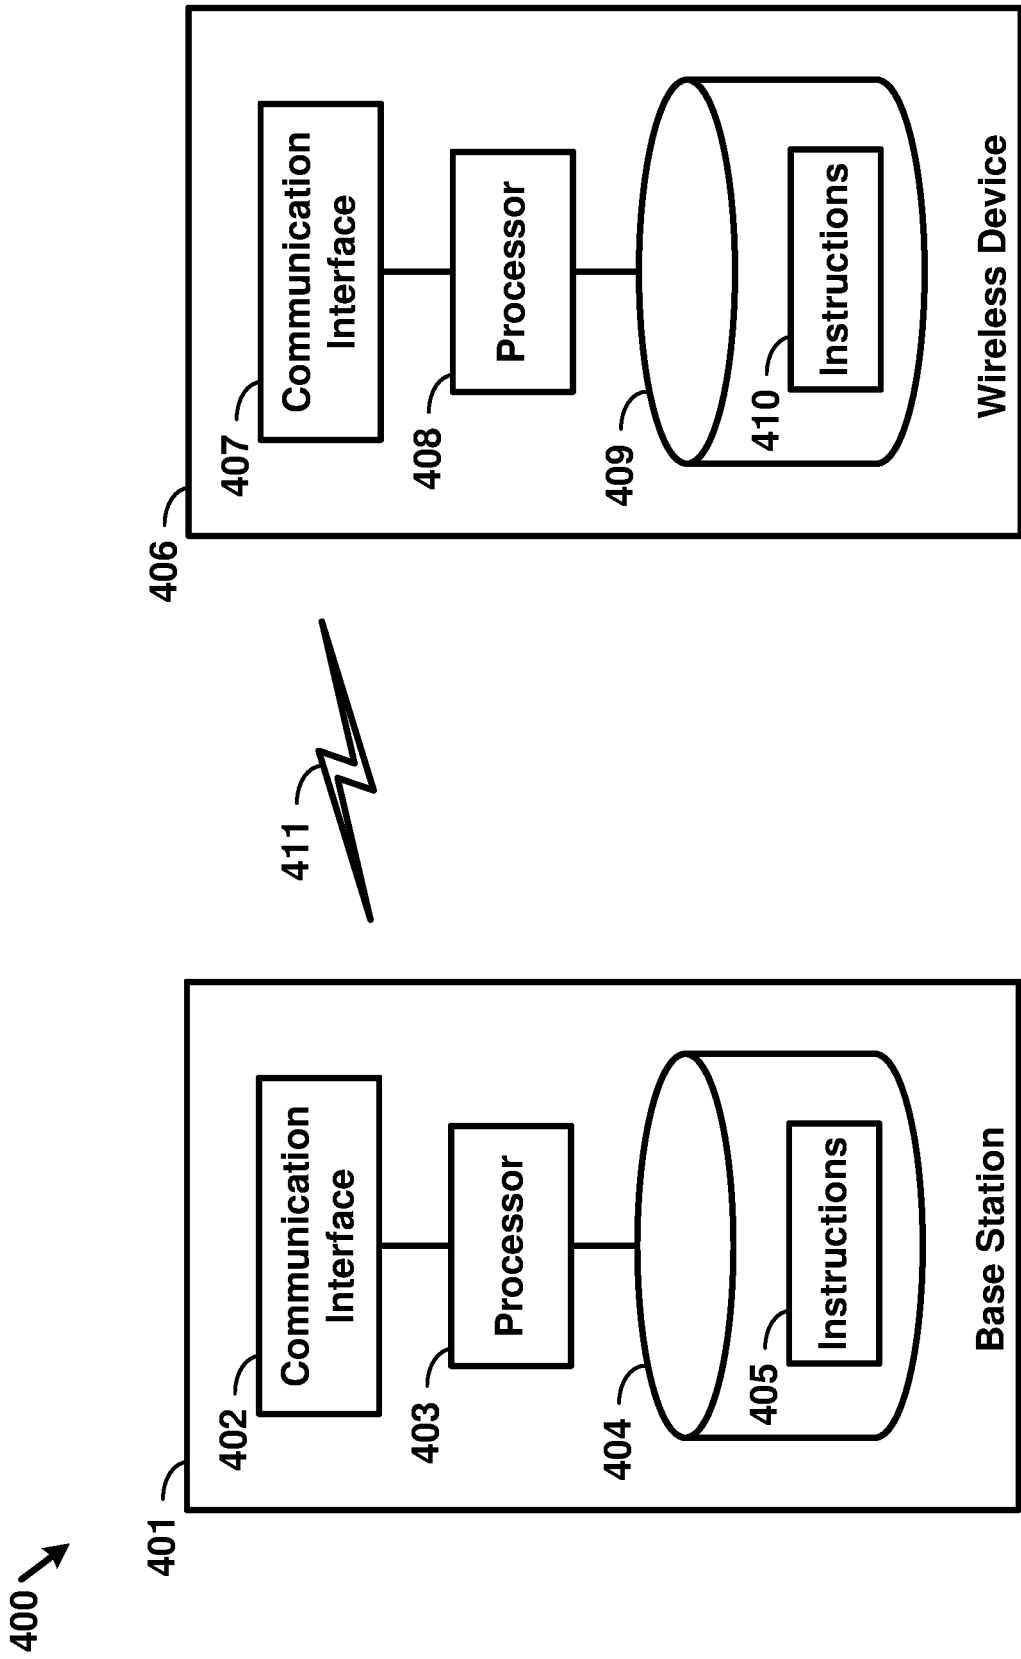 400
401
402
Communication
Interface
403
Processor
404
405
Instructions
Base Station
411
406
407
Communication
Interface
408
Processor
409
410
Instructions
Wireless Device